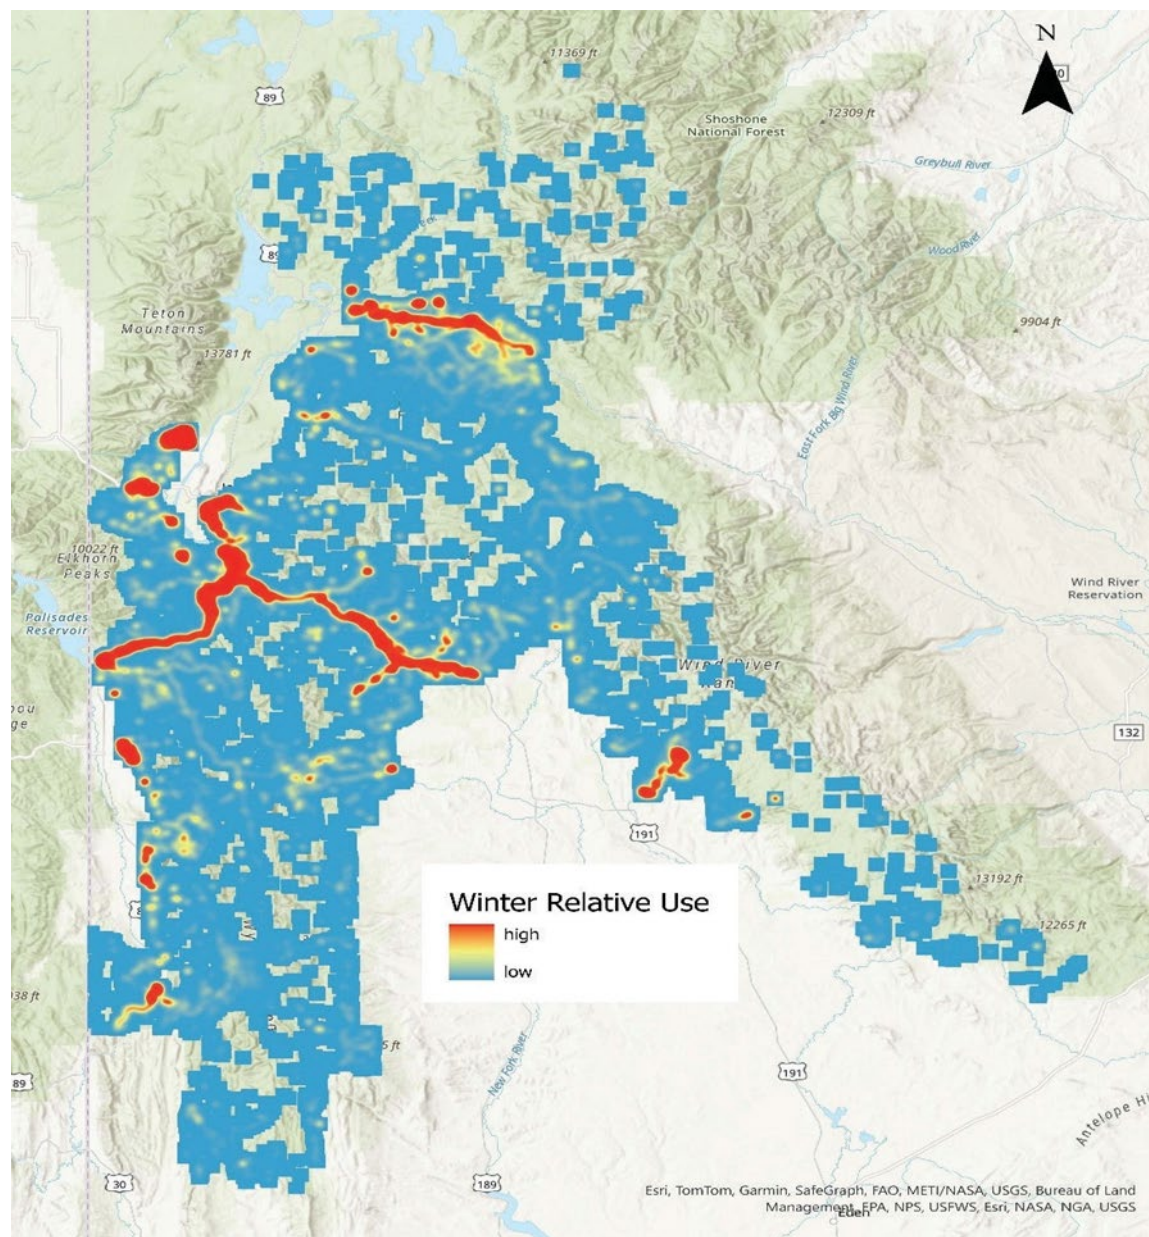 N
11369 ft
89
Shoshone
National Forest
12309 ft
Greybull River
Wood River
89
Teton
Mountains
13781 ft
9904 ft
East Fork Big Wind River
10022 ft
Elkhorn
Peaks
Palisades
Reservoir
Wind River
Reservation
Wind River
Ran
132
191
Winter Relative Use
high
low
13192 ft
12265 ft
38 ft
5 ft
89
New Fork River
191
Antelope Hi
30
189
Esri, TomTom, Garmin, SafeGraph, FAO, METI/NASA, USGS, Bureau of Land
Management, EPA, NPS, USFWS, Esri, NASA, NGA, USGS
Eden